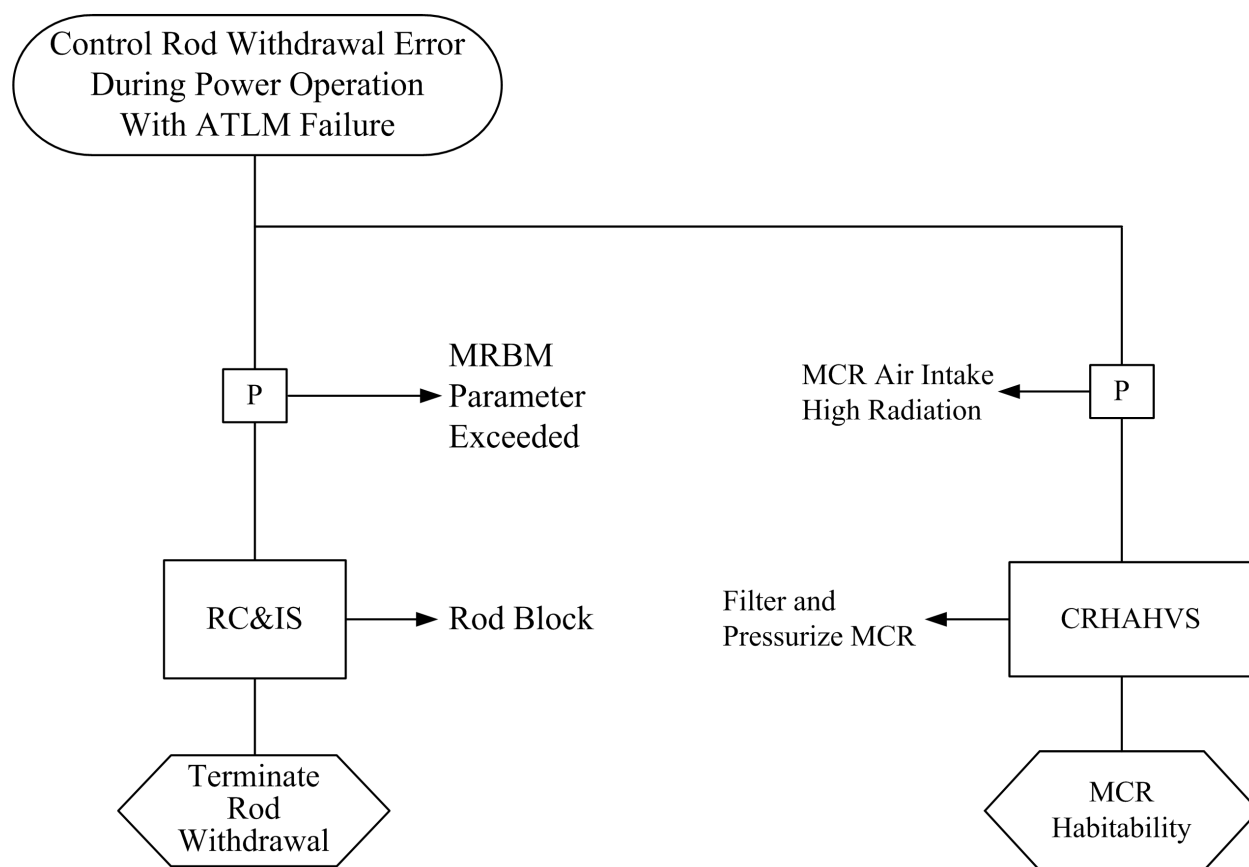 Control Rod Withdrawal Error
During Power Operation
With ATLM Failure
P
MRBM
Parameter
Exceeded
MCR Air Intake
High Radiation
P
RC&IS
Rod Block
Filter and
Pressurize MCR
CRHAHVS
Terminate
Rod
Withdrawal
MCR
Habitability